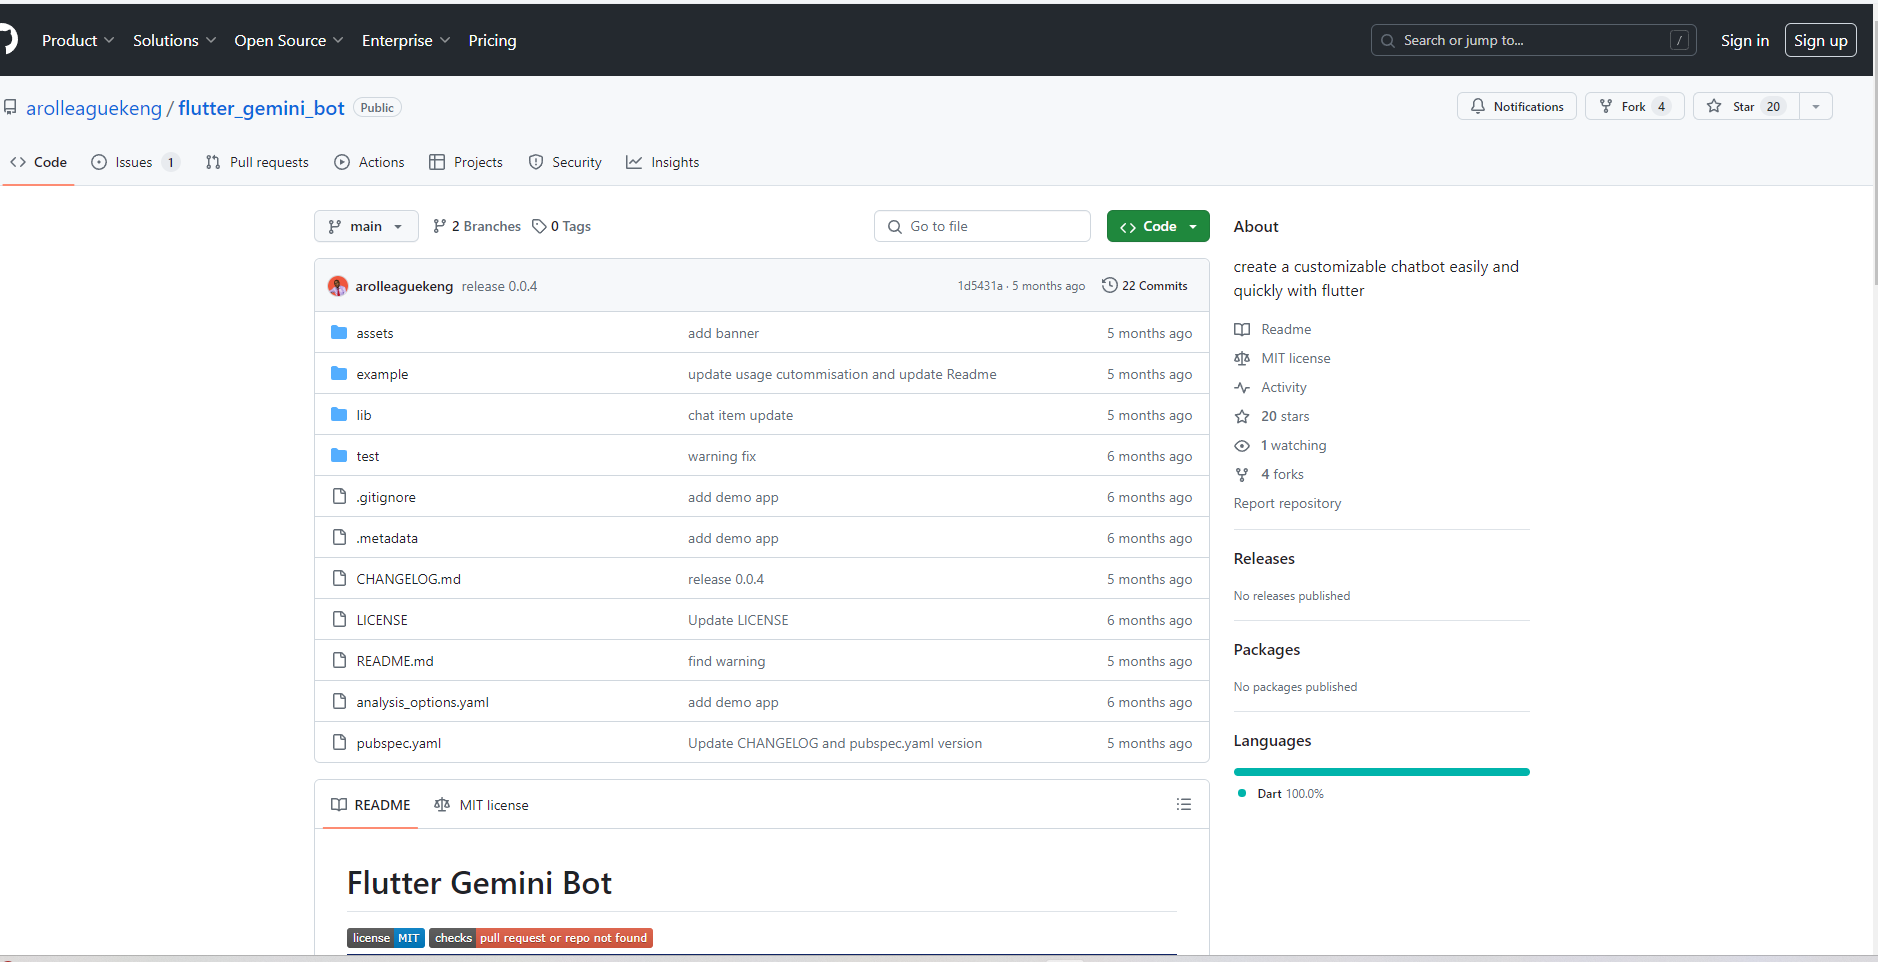 Product Solutions Open Source Enterprise Pricing Search or jump to... / Sign in Sign up
arolleaguekeng / flutter_gemini_bot Public Notifications Fork 4 Star 20
Code Issues 1 Pull requests Actions Projects Security Insights
main 2 Branches 0 Tags Go to file Code
arolleaguekeng release 0.0.4 1d5431a · 5 months ago 22 Commits
assets add banner 5 months ago
example update usage cutommisation and update Readme 5 months ago
lib chat item update 5 months ago
test warning fix 6 months ago
.gitignore add demo app 6 months ago
.metadata add demo app 6 months ago
CHANGELOG.md release 0.0.4 5 months ago
LICENSE Update LICENSE 6 months ago
README.md find warning 5 months ago
analysis_options.yaml add demo app 6 months ago
pubspec.yaml Update CHANGELOG and pubspec.yaml version 5 months ago
README MIT license
Flutter Gemini Bot
license MIT checks pull request or repo not found
About
create a customizable chatbot easily and
quickly with flutter
Readme
MIT license
Activity
20 stars
1 watching
4 forks
Report repository
Releases
No releases published
Packages
No packages published
Languages
Dart 100.0%